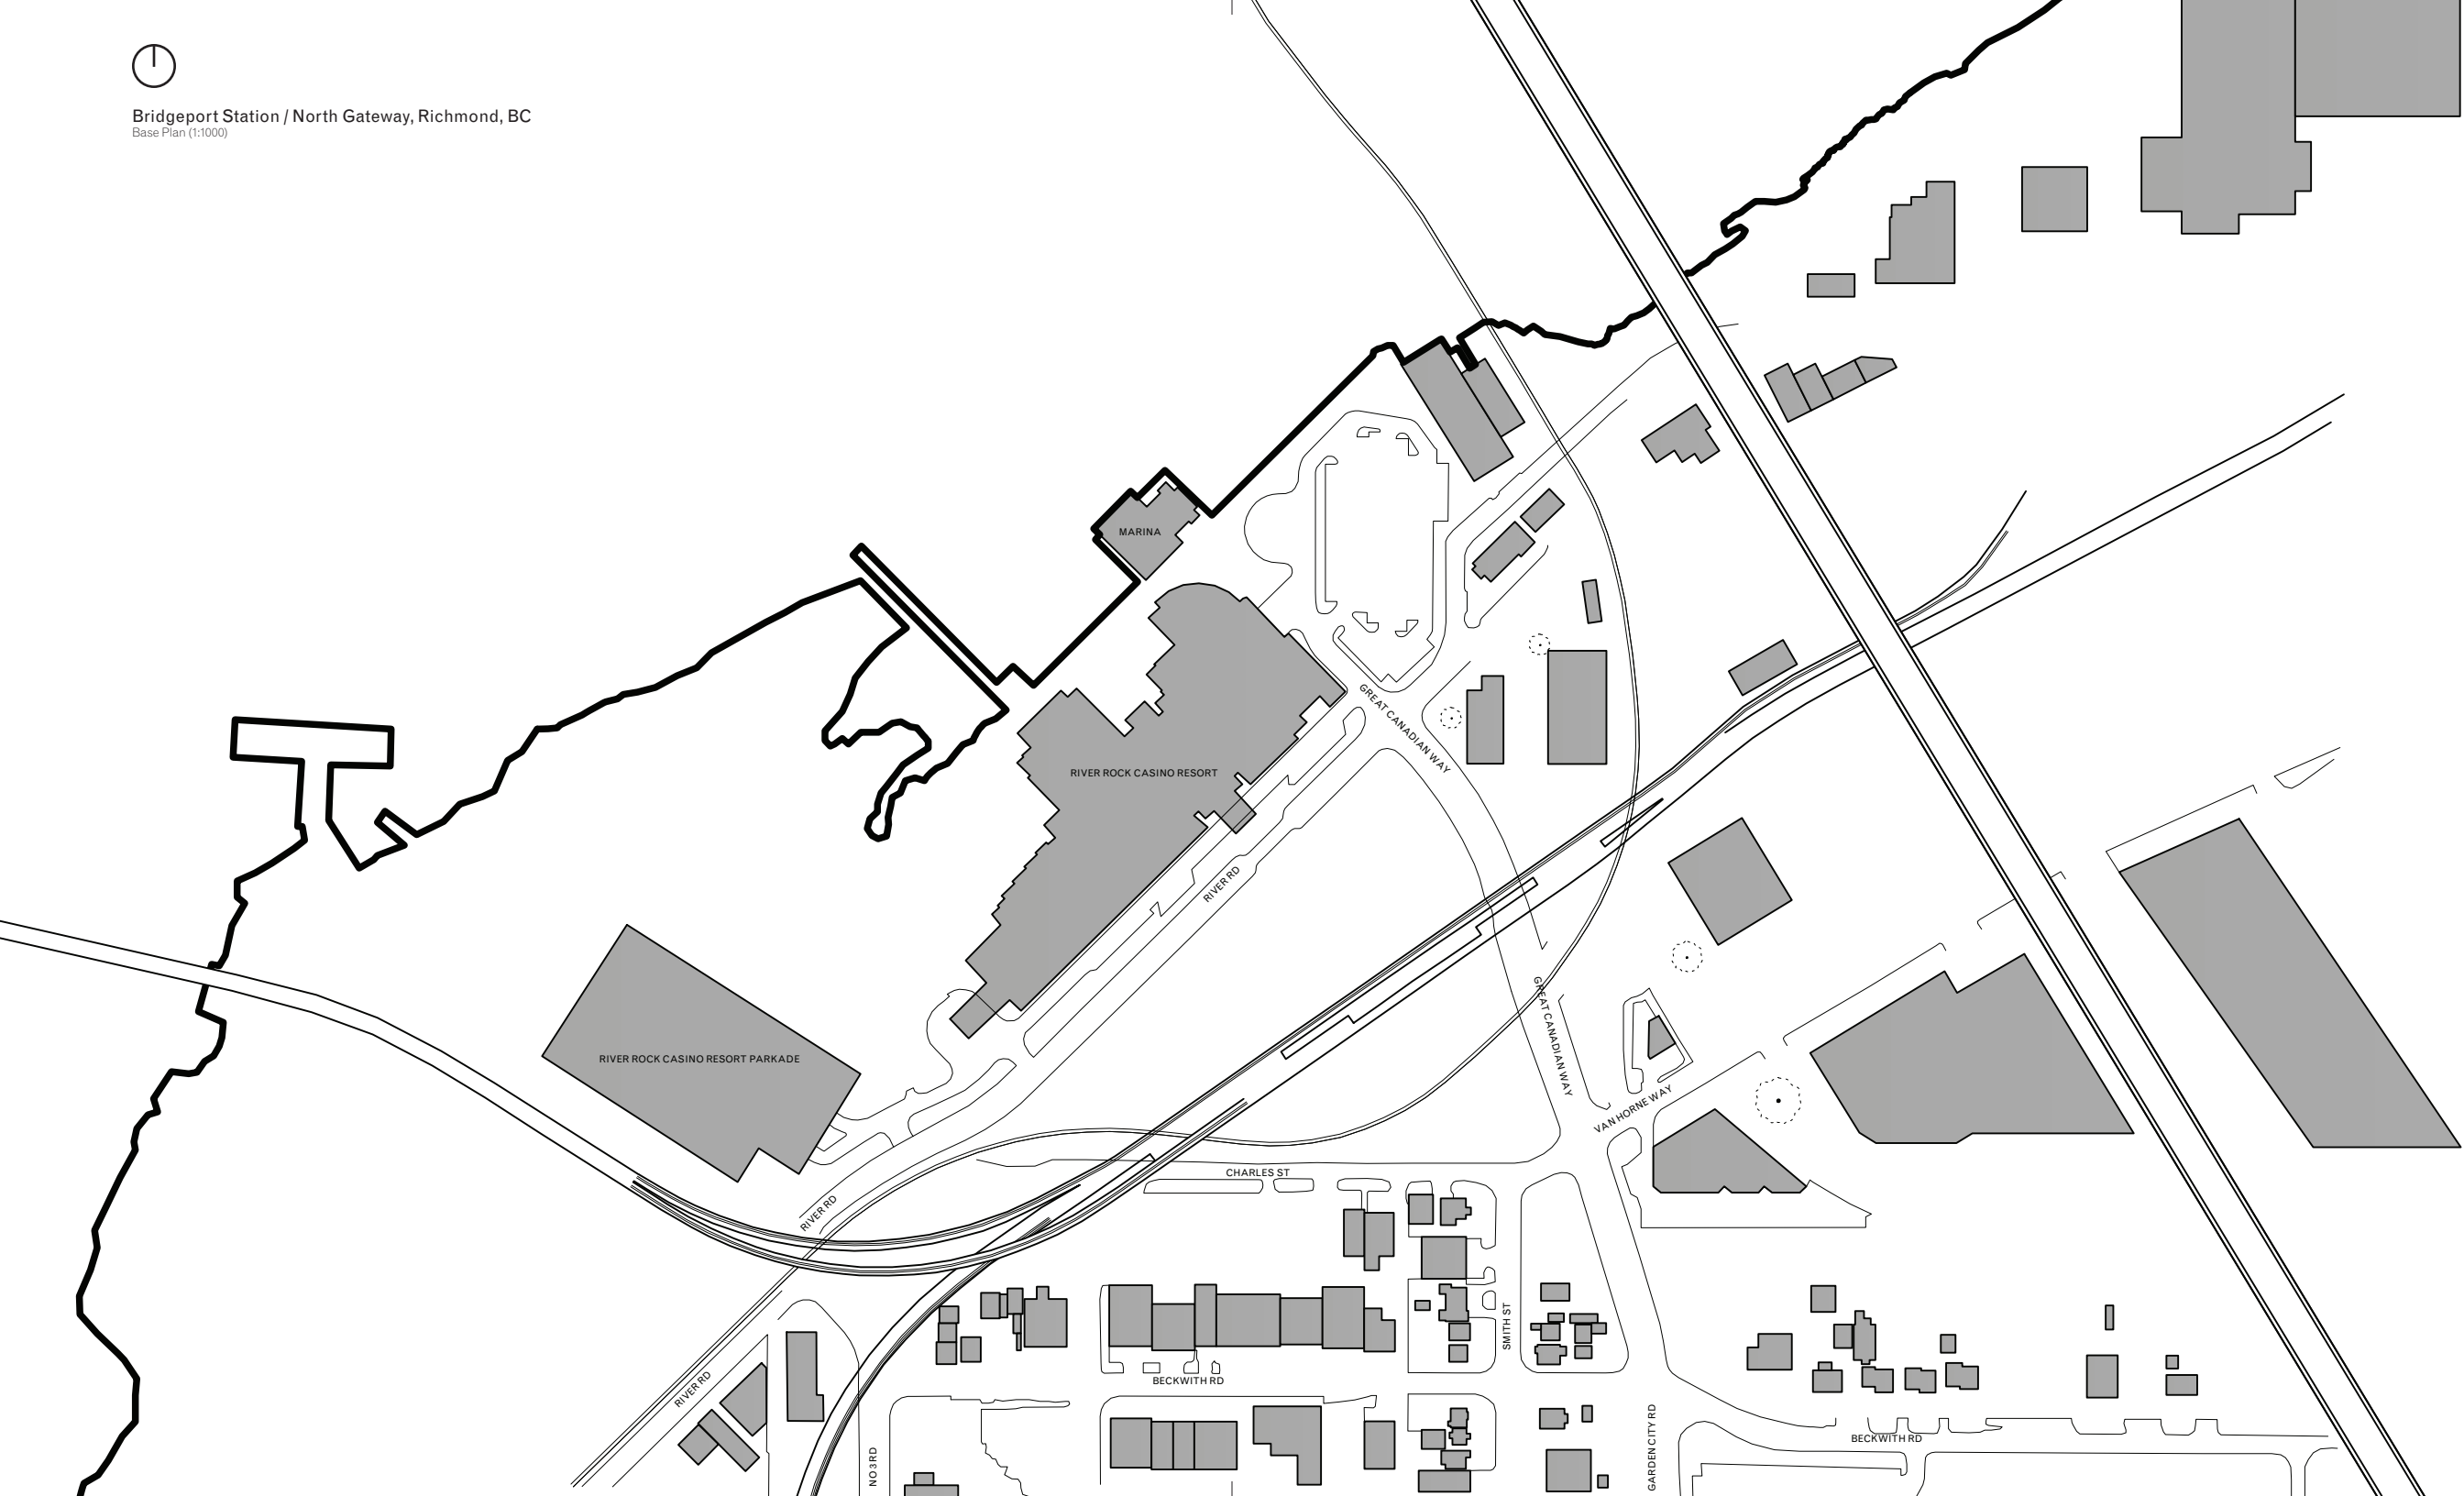 Bridgeport Station / North Gateway, Richmond, BC
Base Plan (1:1000)
MARINA
GREAT CANADIAN WAY
RIVER ROCK CASINO RESORT
RIVER RD
GREAT CANADIAN WAY
RIVER ROCK CASINO RESORT PARKADE
VAN HORNE WAY
CHARLES ST
RIVER RD
SMITH ST
BECKWITH RD
RIVER RD
GARDEN CITY RD
BECKWITH RD
NO 3 RD